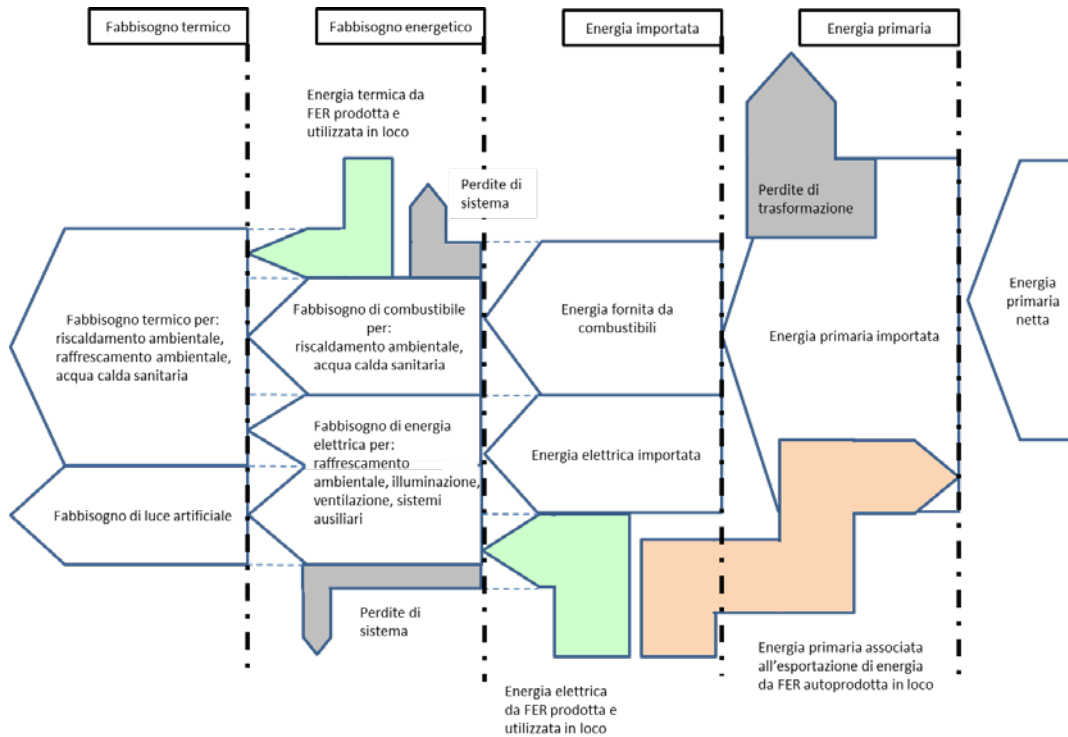 Fabbisogno termico
Fabbisogno energetico
Energia importata
Energia primaria
Energia termica da
FER prodotta e
utilizzata in loco
Perdite di
sistema
Perdite di
trasformazione
Fabbisogno termico per:
riscaldamento ambientale,
raffrescamento ambientale,
acqua calda sanitaria
Fabbisogno di combustibile
per:
riscaldamento ambientale,
acqua calda sanitaria
Energia fornita da
combustibili
Energia primaria importata
Energia
primaria
netta
Fabbisogno di luce artificiale
Fabbisogno di energia
elettrica per:
raffrescamento
ambientale, illuminazione,
ventilazione, sistemi
ausiliari
Energia elettrica importata
Perdite di
sistema
Energia elettrica
da FER prodotta e
utilizzata in loco
Energia primaria associata
all'esportazione di energia
da FER autoprodotta in loco